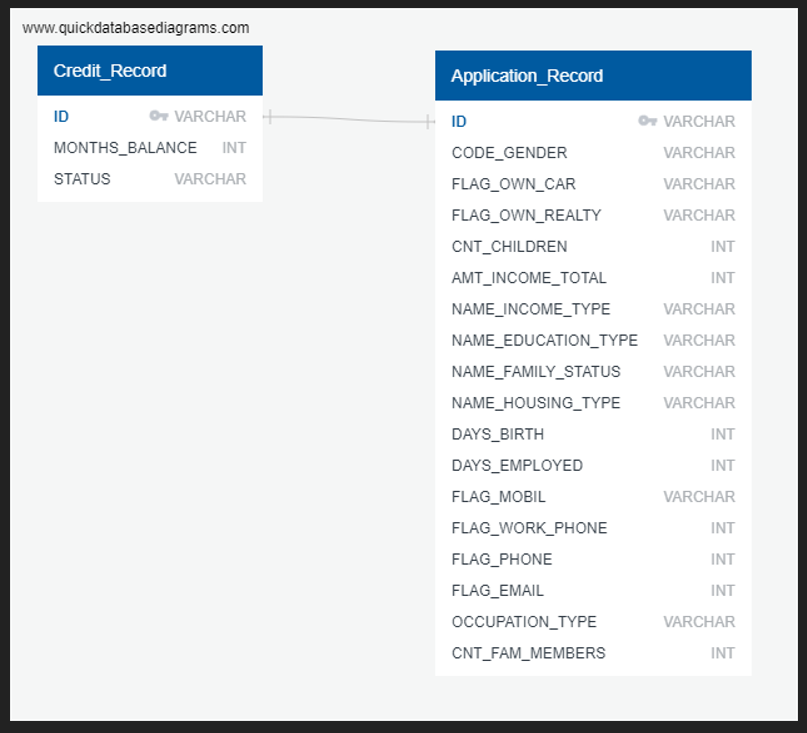 www.quickdatabasediagrams.com
Credit_Record
ID VARCHAR
MONTHS_BALANCE INT
STATUS VARCHAR
Application_Record
ID VARCHAR
CODE_GENDER VARCHAR
FLAG_OWN_CAR VARCHAR
FLAG_OWN_REALTY VARCHAR
CNT_CHILDREN INT
AMT_INCOME_TOTAL INT
NAME_INCOME_TYPE VARCHAR
NAME_EDUCATION_TYPE VARCHAR
NAME_FAMILY_STATUS VARCHAR
NAME_HOUSING_TYPE VARCHAR
DAYS_BIRTH INT
DAYS_EMPLOYED INT
FLAG_MOBIL VARCHAR
FLAG_WORK_PHONE INT
FLAG_PHONE INT
FLAG_EMAIL INT
OCCUPATION_TYPE VARCHAR
CNT_FAM_MEMBERS INT